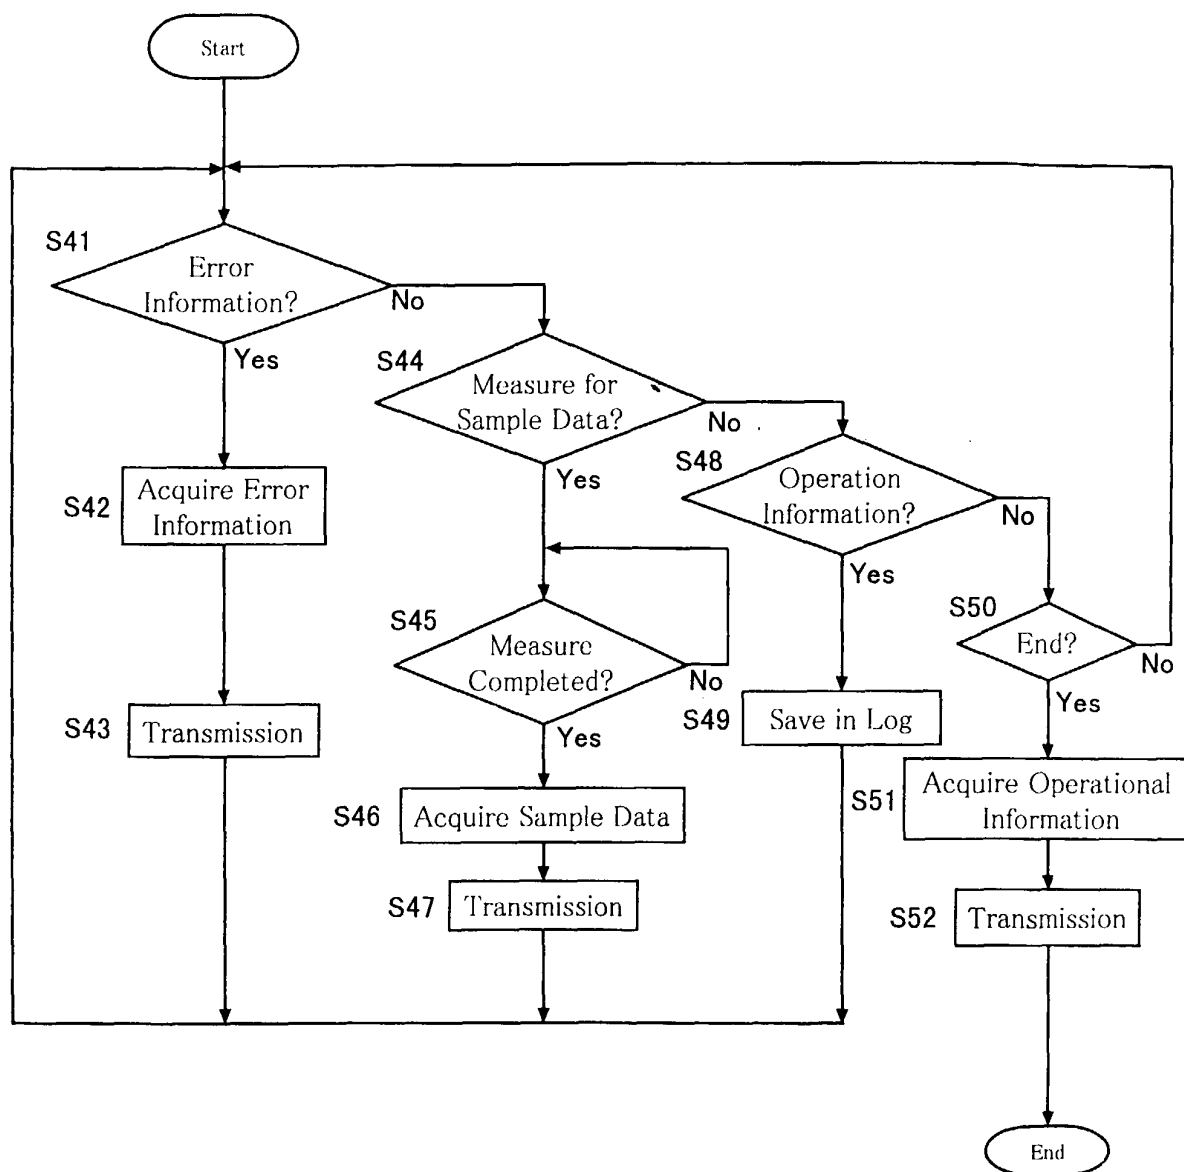 Start
S41
Error
Information?
No
Yes
S44
Measure for
Sample Data?
No
Yes
S48
Operation
Information?
No
Yes
S42
Acquire Error
Information
S45
Measure
Completed?
No
Yes
S50
End?
No
Yes
S43
Transmission
S49
Save in Log
S46
Acquire Sample Data
S51
Acquire Operational
Information
S47
Transmission
S52
Transmission
End